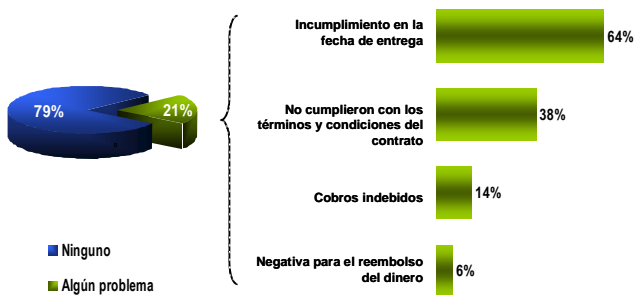 Incumplimiento en la
fecha de entrega
64%
79%
21%
No cumplieron con los
términos y condiciones del
contrato
38%
Cobros indebidos
14%
Ninguno
Algún problema
Negativa para el reembolso
del dinero
6%